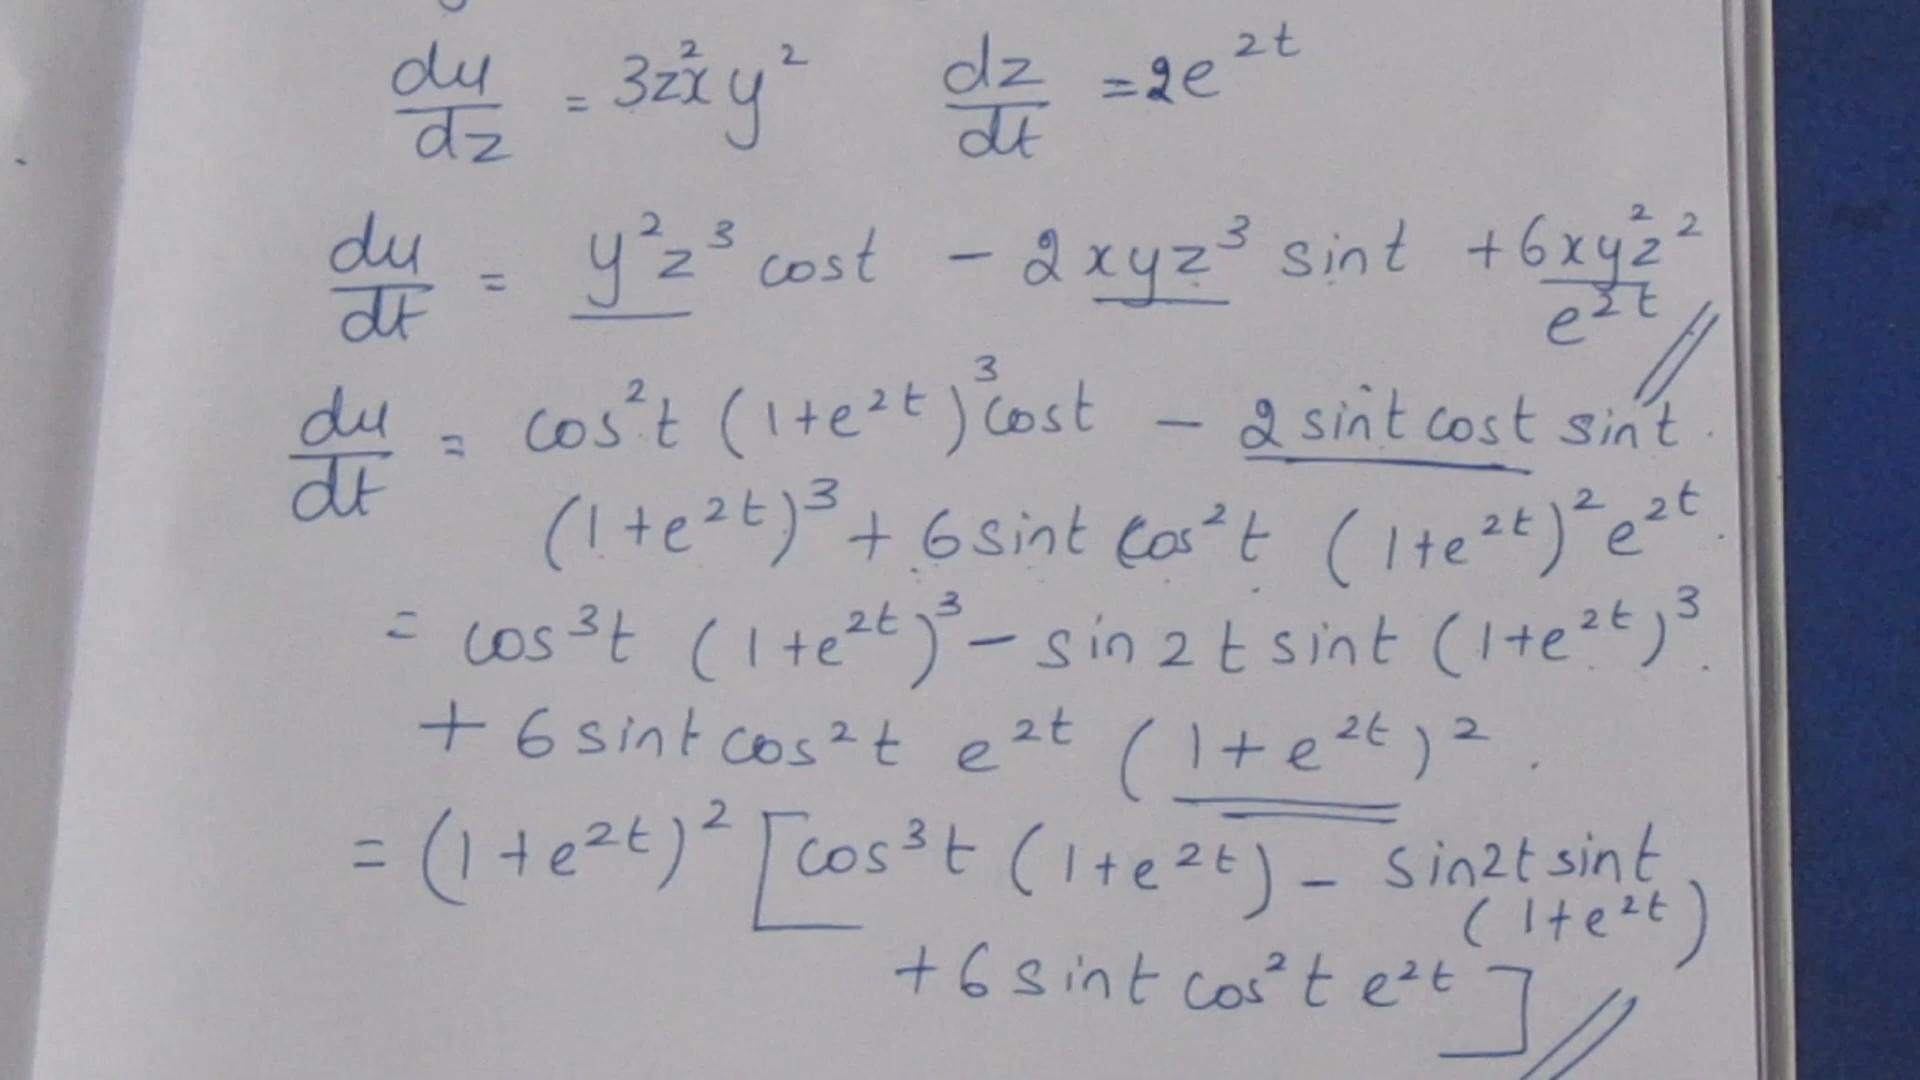 du/dz = 3z²x y² dz/dt = 2e^2t
du/dt = y²z³ cost - 2xyz³ sint + 6xy²z² e^2t
du/dt = cos²t (1+e^2t)³ cost - 2 sint cost sint.
(1+e^2t)³ + 6 sint cos²t (1+e^2t)² e^2t.
= cos³t (1+e^2t)³ - sin2t sint (1+e^2t)³.
+ 6 sint cos²t e^2t (1+e^2t)².
= (1+e^2t)² [cos³t (1+e^2t) - sin2t sint
(1+e^2t)
+ 6 sint cos²t e^2t]